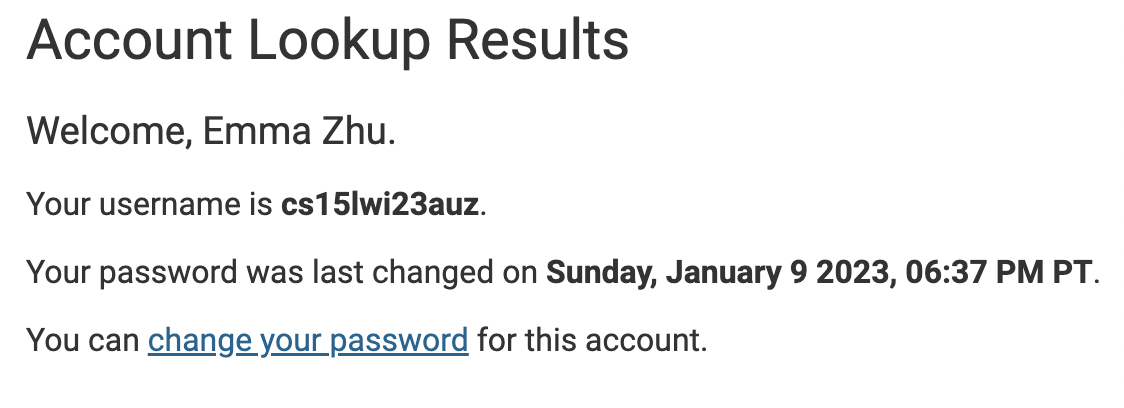 Account Lookup Results
Welcome, Emma Zhu.
Your username is cs15lwi23auz.
Your password was last changed on Sunday, January 9 2023, 06:37 PM PT.
You can change your password for this account.